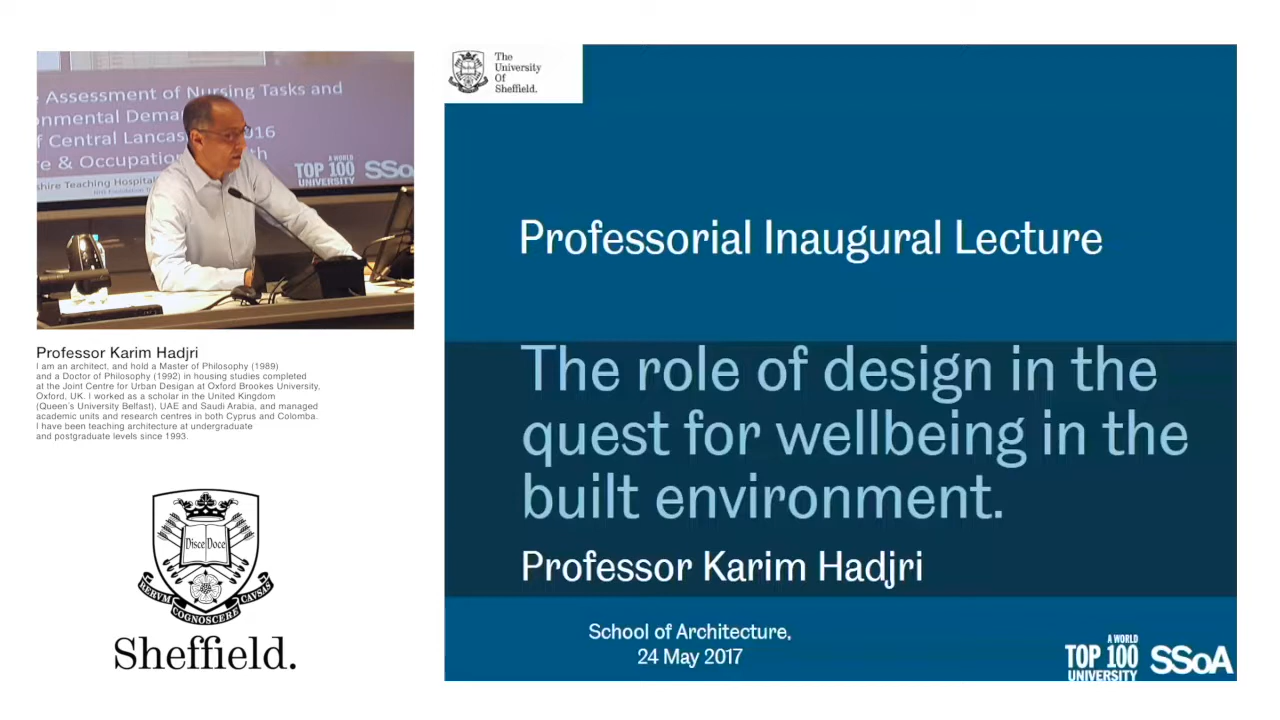 Assessment of Nursing Tasks and
onmental Dema
f Central Lancas 016
e & Occupation th
A WORLD
TOP 100
UNIVERSITY
SSoA
shire Teaching Hospital
Professor Karim Hadjri
I am an architect, and hold a Master of Philosophy (1989)
and a Doctor of Philosophy (1992) in housing studies completed
at the Joint Centre for Urban Desigan at Oxford Brookes University,
Oxford, UK. I worked as a scholar in the United Kingdom
(Queen's University Belfast), UAE and Saudi Arabia, and managed
academic units and research centres in both Cyprus and Colomba.
I have been teaching architecture at undergraduate
and postgraduate levels since 1993.
Disce Doce
RERVM
COGNOSCERE
CAVSAS
Sheffield.
The
University
Of
Sheffield.
Professorial Inaugural Lecture
The role of design in the
quest for wellbeing in the
built environment.
Professor Karim Hadjri
School of Architecture,
24 May 2017
A WORLD
TOP 100
UNIVERSITY
SSoA